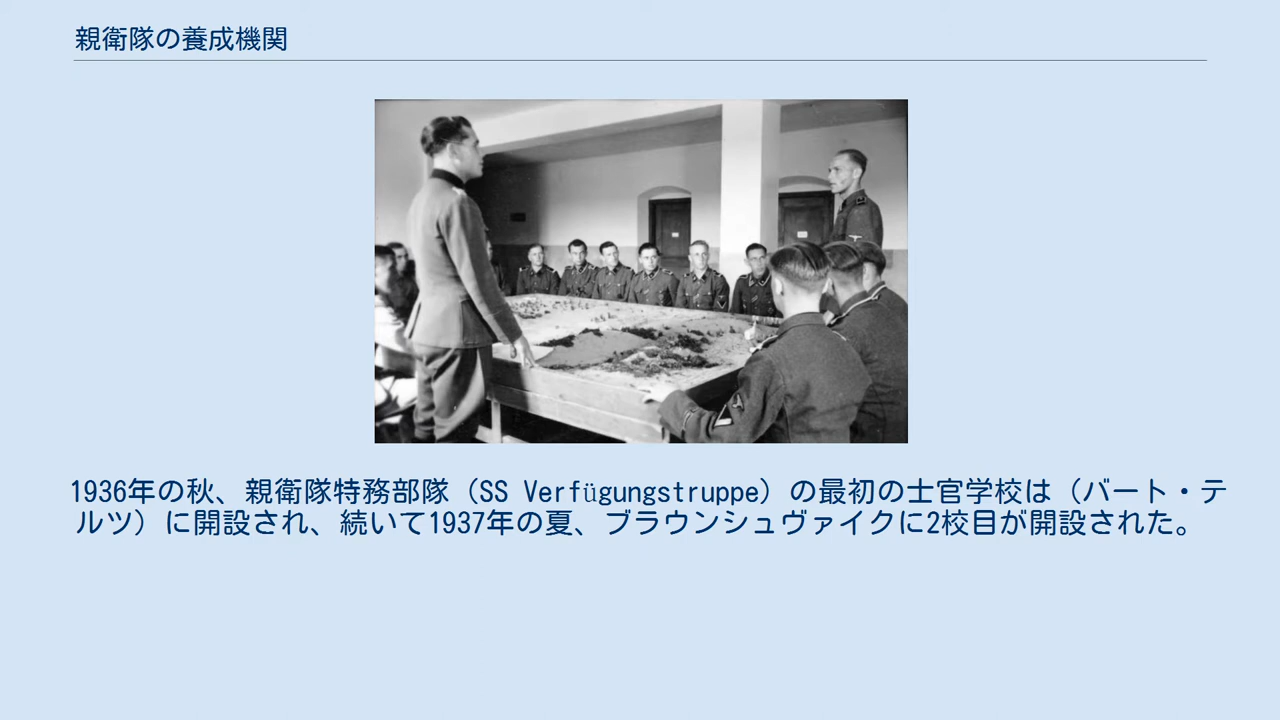 親衛隊の養成機関
1936年の秋、親衛隊特務部隊（SS Verfügungstruppe）の最初の士官学校は（バート・テ
ルツ）に開設され、続いて1937年の夏、ブラウンシュヴァイクに2校目が開設された。